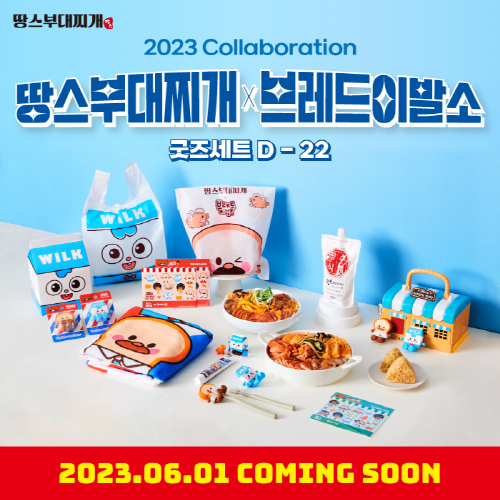 땅스부대찌개
2023 Collaboration
땅스부대찌개 x 브레드이발소
굿즈세트 D - 22
WILK
WILK
땅스부대찌개
2023.06.01 COMING SOON